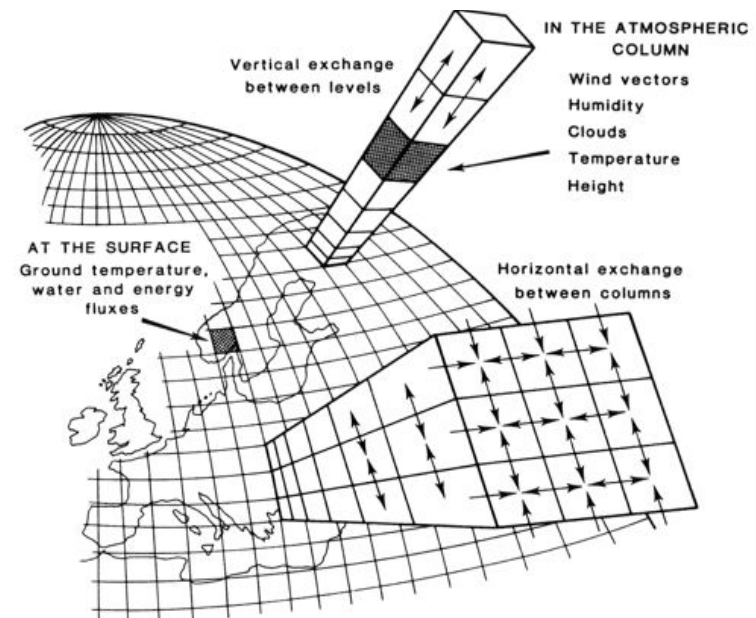 IN THE ATMOSPHERIC
COLUMN
Wind vectors
Humidity
Clouds
Temperature
Height
Vertical exchange
between levels
AT THE SURFACE
Ground temperature,
water and energy
fluxes
Horizontal exchange
between columns